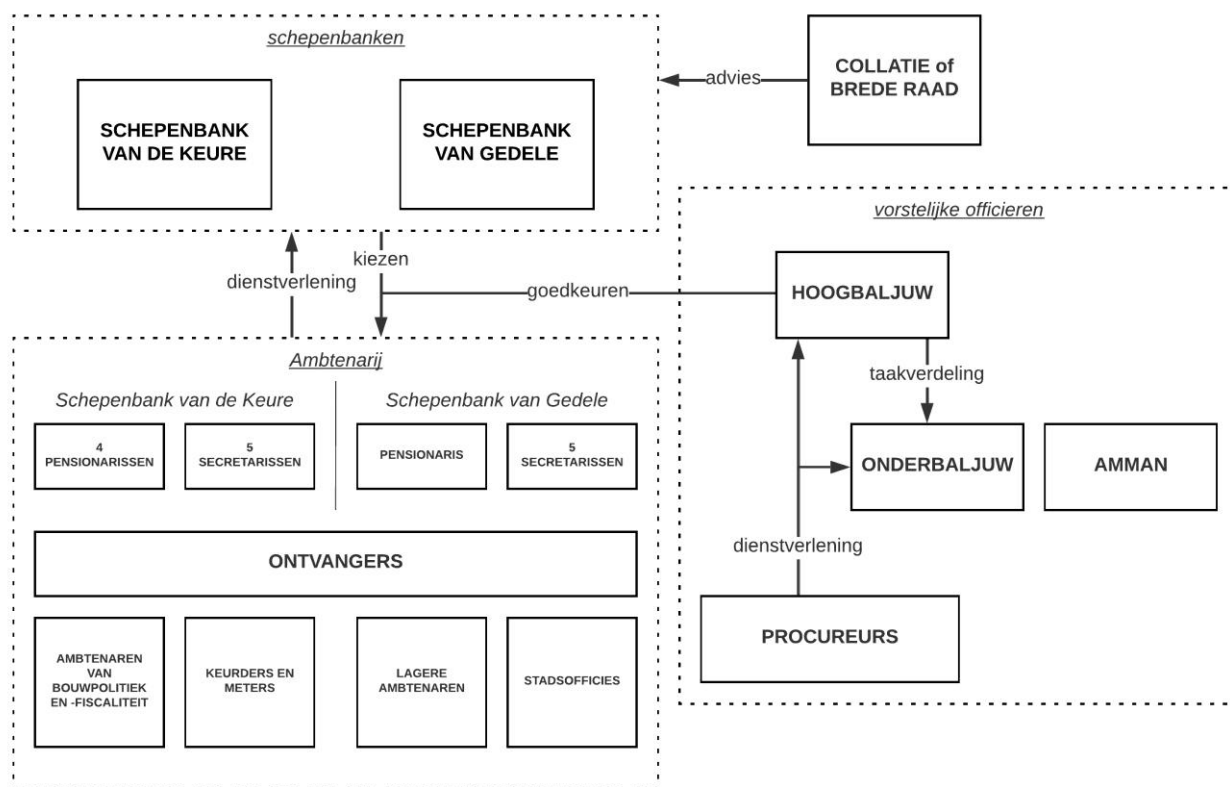 schepenbanken
SCHEPENBANK
VAN DE KEURE
SCHEPENBANK
VAN GEDELE
advies
COLLATIE of
BREDE RAAD
dienstverlening
kiezen
goedkeuren
vorstelijke officieren
HOOGBALJUW
taakverdeling
ONDERBALJUW
AMMAN
dienstverlening
PROCUREURS
Ambtenarij
Schepenbank van de Keure
Schepenbank van Gedele
4
PENSIONARISSEN
5
SECRETARISSEN
PENSIONARIS
5
SECRETARISSEN
ONTVANGERS
AMBTENAREN
VAN
BOUWPOLITIEK
EN -FISCALITEIT
KEURDERS EN
METERS
LAGERE
AMBTENAREN
STADSOFFICIES